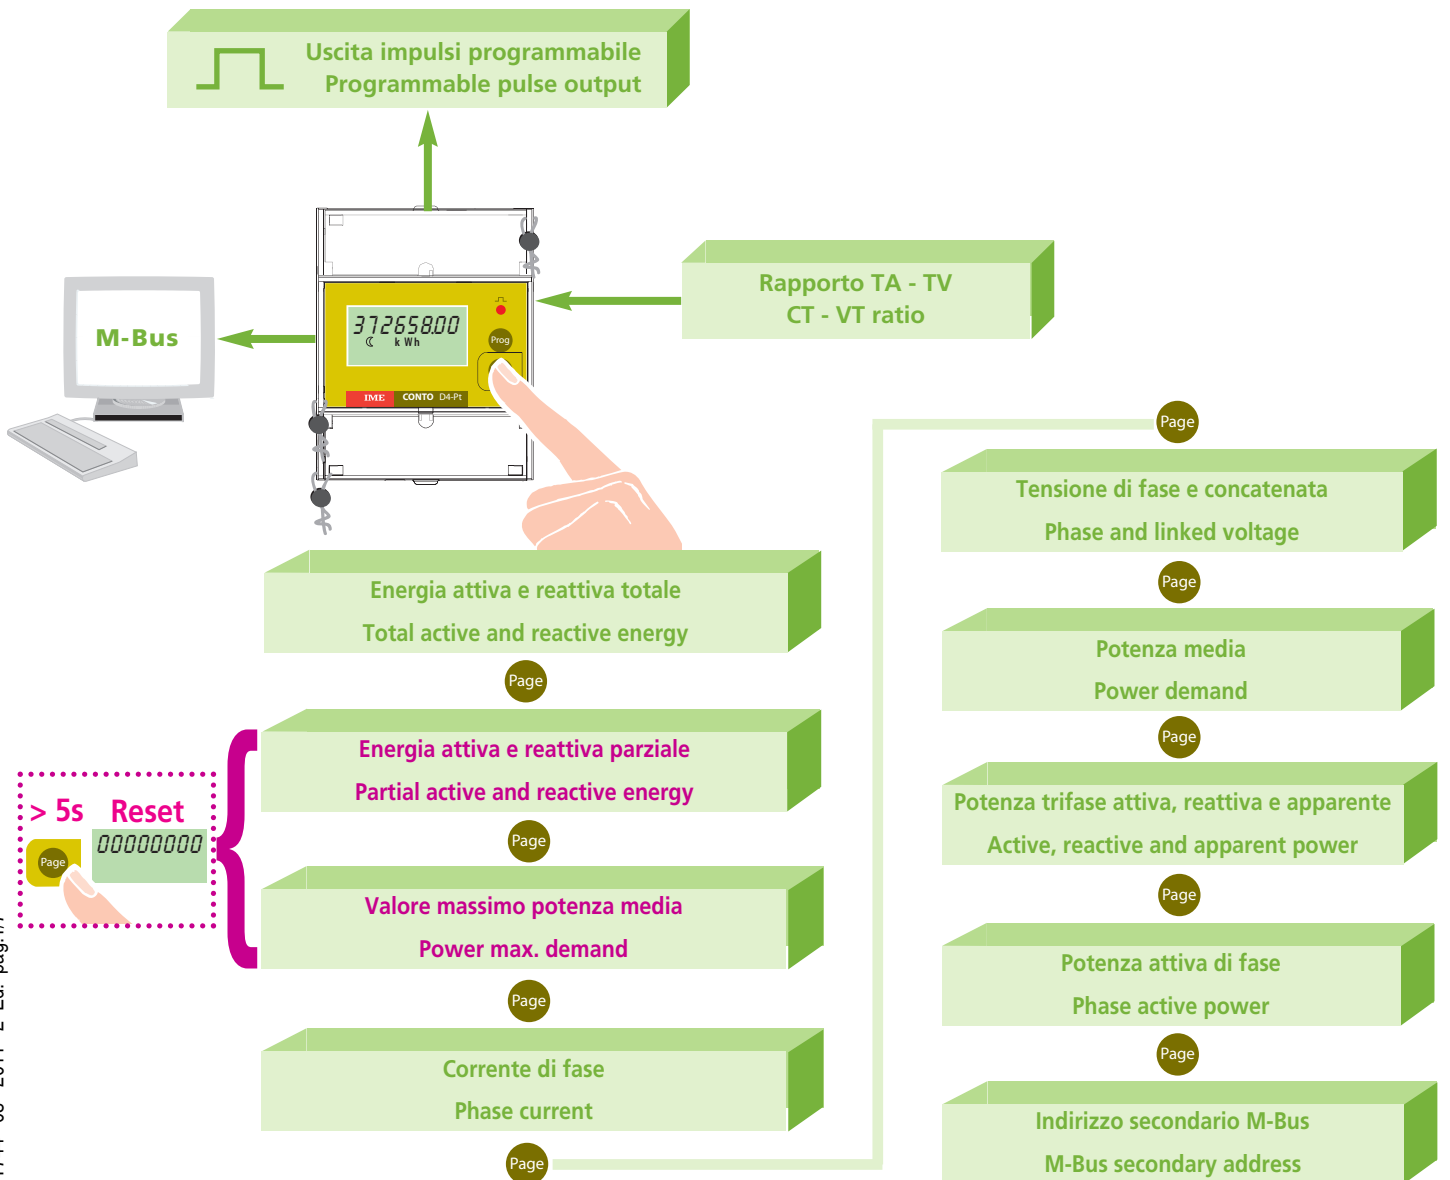 Uscita impulsi programmabile
Programmable pulse output
Rapporto TA - TV
CT - VT ratio
M-Bus
372658.00
k Wh
Prog
IME CONTO D4-Pt
Energia attiva e reattiva totale
Total active and reactive energy
Page
Energia attiva e reattiva parziale
Partial active and reactive energy
> 5s Reset
00000000
Page
Page
Valore massimo potenza media
Power max. demand
Page
Corrente di fase
Phase current
Page
Page
Tensione di fase e concatenata
Phase and linked voltage
Page
Potenza media
Power demand
Page
Potenza trifase attiva, reattiva e apparente
Active, reactive and apparent power
Page
Potenza attiva di fase
Phase active power
Page
Indirizzo secondario M-Bus
M-Bus secondary address